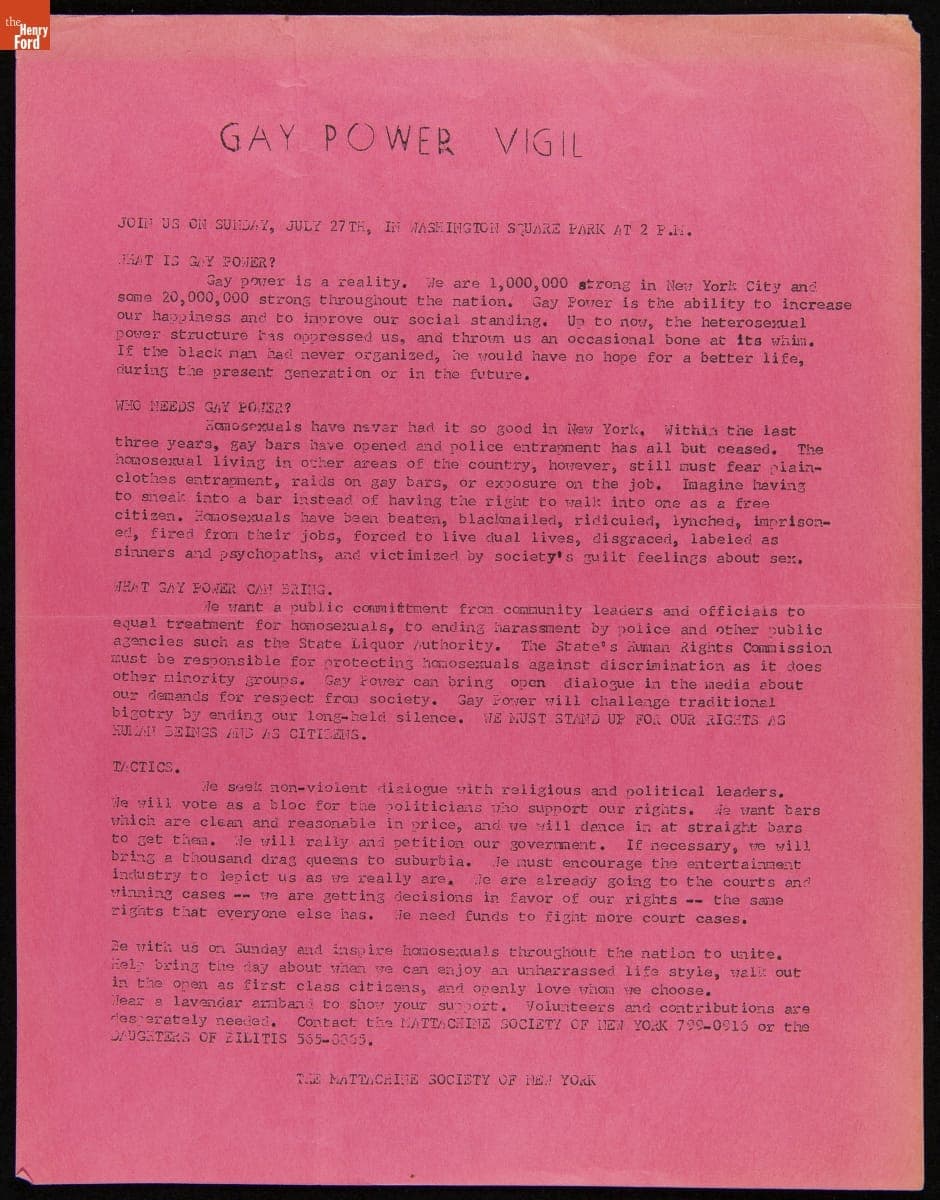 the
Henry
Ford
GAY POWER VIGIL
JOIN US ON SUNDAY, JULY 27TH, IN WASHINGTON SQUARE PARK AT 2 P.M.
WHAT IS GAY POWER?
Gay power is a reality. We are 1,000,000 strong in New York City and
some 20,000,000 strong throughout the nation. Gay Power is the ability to increase
our happiness and to improve our social standing. Up to now, the heterosexual
power structure has oppressed us, and thrown us an occasional bone at its whim.
If the black man had never organized, he would have no hope for a better life,
during the present generation or in the future.
WHO NEEDS GAY POWER?
Homosexuals have never had it so good in New York. Within the last
three years, gay bars have opened and police entrapment has all but ceased. The
homosexual living in other areas of the country, however, still must fear plain-
clothes entrapment, raids on gay bars, or exposure on the job. Imagine having
to sneak into a bar instead of having the right to walk into one as a free
citizen. Homosexuals have been beaten, blackmailed, ridiculed, lynched, imprison-
ed, fired from their jobs, forced to live dual lives, disgraced, labeled as
sinners and psychopaths, and victimized by society's guilt feelings about sex.
WHAT GAY POWER CAN BRING.
We want a public committment from community leaders and officials to
equal treatment for homosexuals, to ending harassment by police and other public
agencies such as the State Liquor Authority. The State's Human Rights Commission
must be responsible for protecting homosexuals against discrimination as it does
other minority groups. Gay Power can bring open dialogue in the media about
our demands for respect from society. Gay Power will challenge traditional
bigotry by ending our long-held silence. WE MUST STAND UP FOR OUR RIGHTS AS
HUMAN BEINGS AND AS CITIZENS.
TACTICS.
We seek non-violent dialogue with religious and political leaders.
We will vote as a bloc for the politicians who support our rights. We want bars
which are clean and reasonable in price, and we will dance in at straight bars
to get them. We will rally and petition our government. If necessary, we will
bring a thousand drag queens to suburbia. We must encourage the entertainment
industry to depict us as we really are. We are already going to the courts and
winning cases -- we are getting decisions in favor of our rights -- the same
rights that everyone else has. We need funds to fight more court cases.
Be with us on Sunday and inspire homosexuals throughout the nation to unite.
Help bring the day about when we can enjoy an unharrassed life style, walk out
in the open as first class citizens, and openly love whom we choose.
Wear a lavendar armband to show your support. Volunteers and contributions are
desperately needed. Contact the MATTACHINE SOCIETY OF NEW YORK 799-0916 or the
DAUGHTERS OF BILITIS
THE MATTACHINE SOCIETY OF NEW YORK